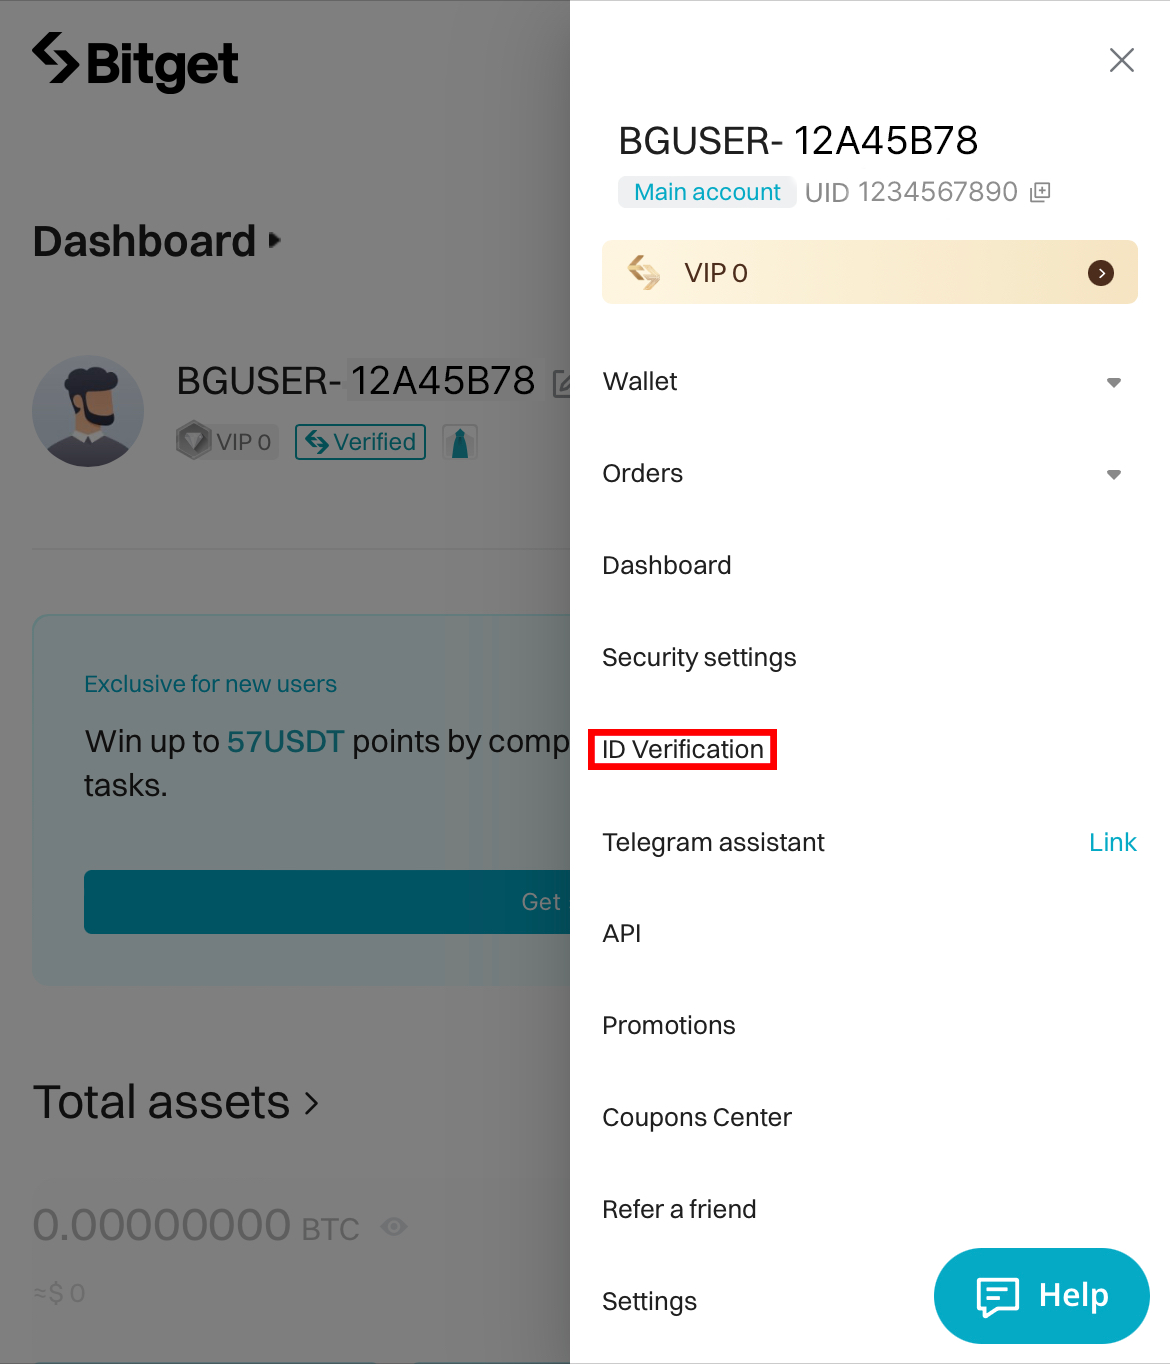 Bitget
Dashboard
BGUSER- 12A45B78
VIP 0
Verified
Exclusive for new users
Win up to 57USDT points by comp
tasks.
Get
Total assets
0.00000000 BTC
≈$ 0
BGUSER- 12A45B78
Main account UID 1234567890
VIP 0
Wallet
Orders
Dashboard
Security settings
ID Verification
Telegram assistant Link
API
Promotions
Coupons Center
Refer a friend
Settings
Help